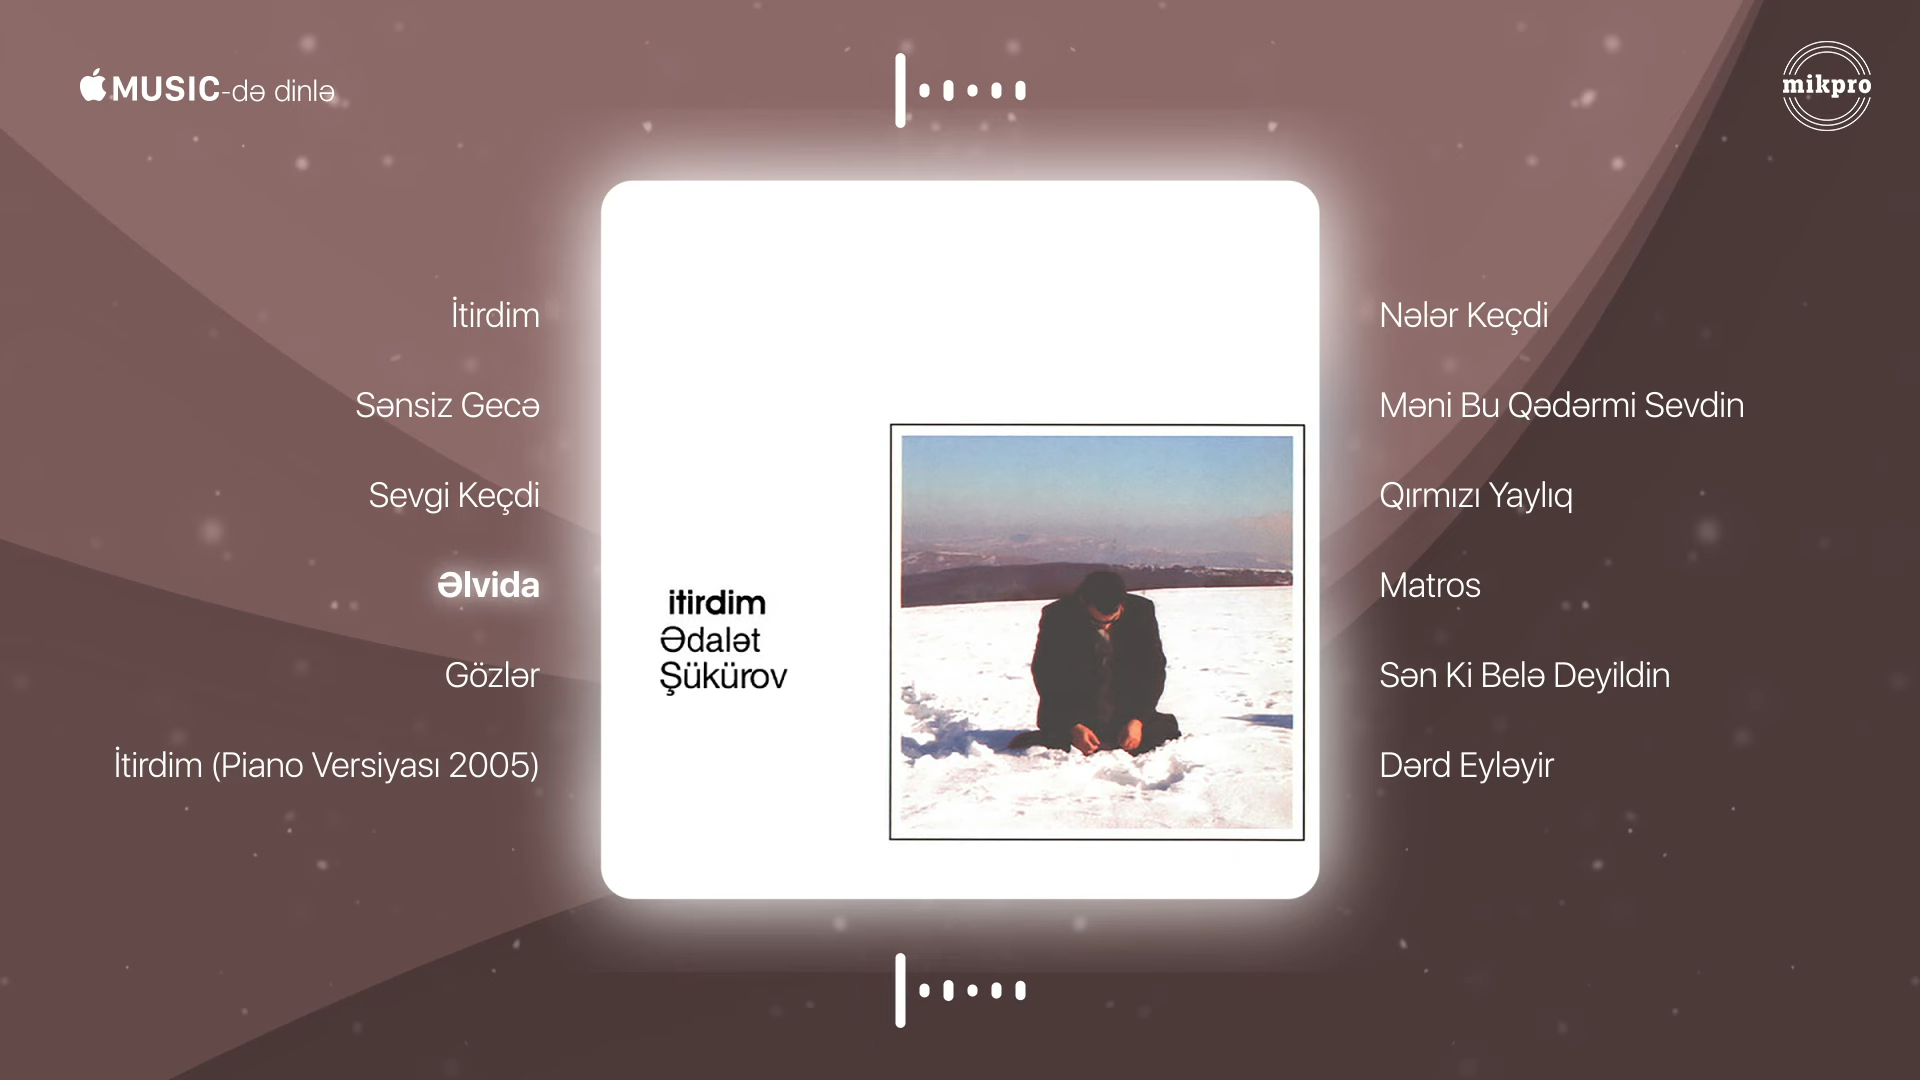 MUSIC-də dinlə
mikpro
İtirdim
Sənsiz Gecə
Sevgi Keçdi
Əlvida
Gözlər
İtirdim (Piano Versiyası 2005)
itirdim
Ədalət
Şükürov
Nələr Keçdi
Məni Bu Qədərmi Sevdin
Qırmızı Yaylıq
Matros
Sən Ki Belə Deyildin
Dərd Eyləyir